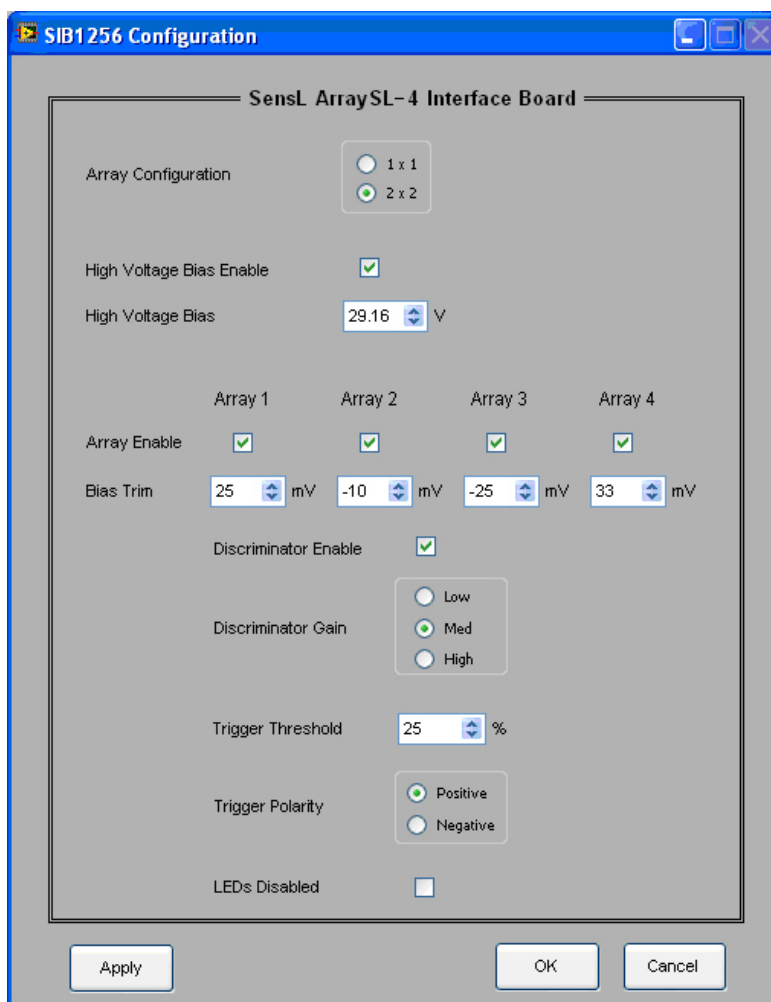 SIB1256 Configuration
SensL ArraySL-4 Interface Board
Array Configuration
1 x 1
2 x 2
High Voltage Bias Enable
High Voltage Bias 29.16 V
Array 1 Array 2 Array 3 Array 4
Array Enable
Bias Trim 25 mV -10 mV -25 mV 33 mV
Discriminator Enable
Discriminator Gain
Low
Med
High
Trigger Threshold 25 %
Trigger Polarity
Positive
Negative
LEDs Disabled
Apply OK Cancel